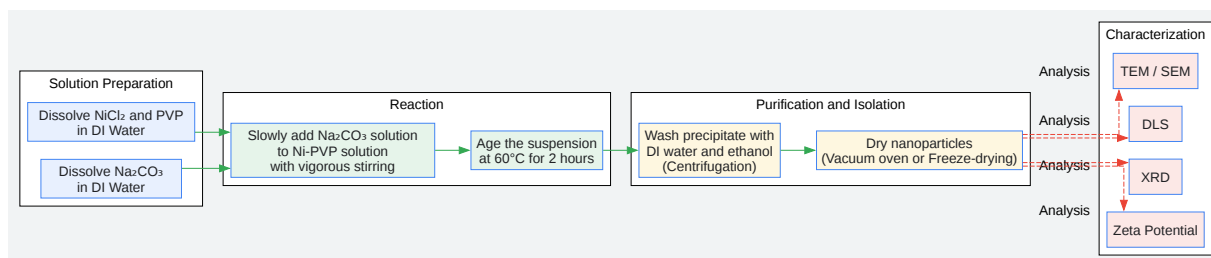 Solution Preparation
Dissolve NiCl₂ and PVP
in DI Water
Dissolve Na₂CO₃
in DI Water
Reaction
Slowly add Na₂CO₃ solution
to Ni-PVP solution
with vigorous stirring
Age the suspension
at 60°C for 2 hours
Purification and Isolation
Wash precipitate with
DI water and ethanol
(Centrifugation)
Dry nanoparticles
(Vacuum oven or Freeze-drying)
Analysis
Analysis
Analysis
Analysis
Characterization
TEM / SEM
DLS
XRD
Zeta Potential